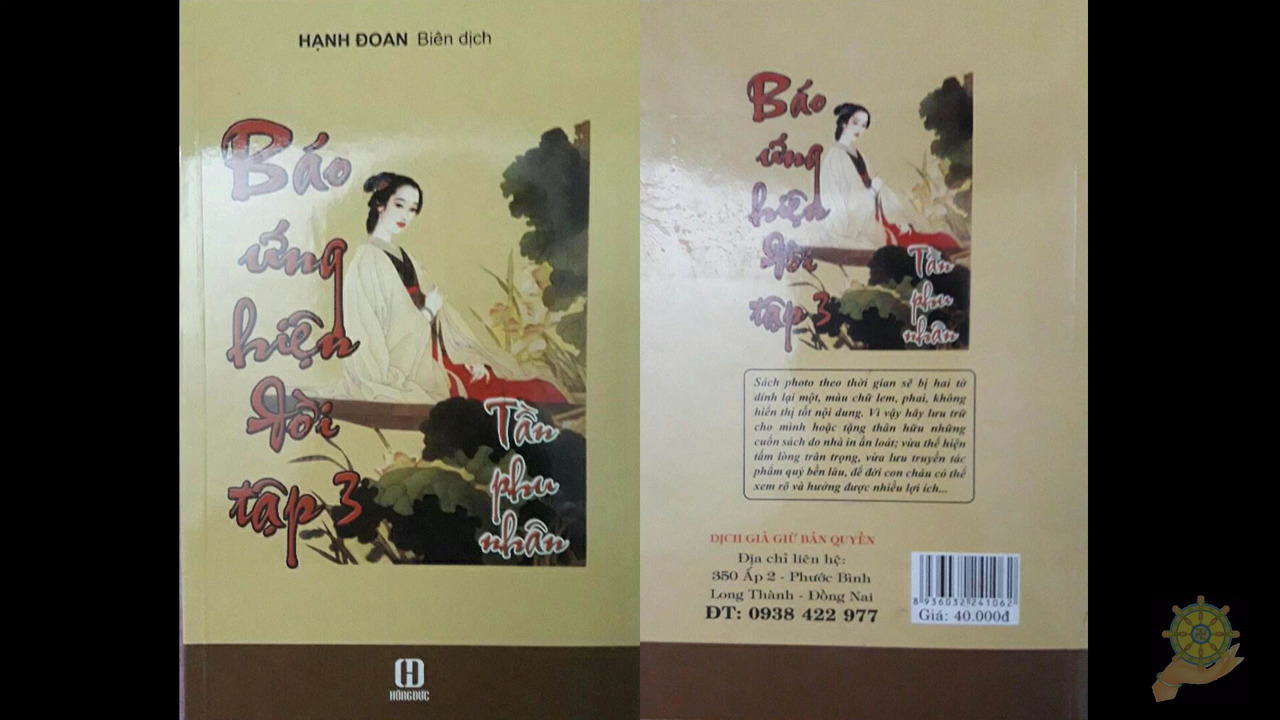 HẠNH ĐOAN Biên dịch
Báo
ứng
hiện
đời
tập 3
Tần
phu
nhân
HỒNG ĐỨC
Báo
ứng
hiện
đời
tập 3
Tần
phu
nhân
Sách photo theo thời gian sẽ bị hai tờ
dính lại một, màu chữ lem, phai, không
hiển thị tốt nội dung. Vì vậy hãy lưu trữ
cho mình hoặc tặng thân hữu những
cuốn sách do nhà in ấn loát; vừa thể hiện
tấm lòng trân trọng, vừa lưu truyền tác
phẩm quý bền lâu, để đời con cháu có thể
xem rõ và hưởng được nhiều lợi ích...
DỊCH GIẢ GIỮ BẢN QUYỀN
Địa chỉ liên hệ:
350 Ấp 2 - Phước Bình
Long Thành - Đồng Nai
ĐT: 0938 422 977
8 936032 241062
Giá: 40.000đ